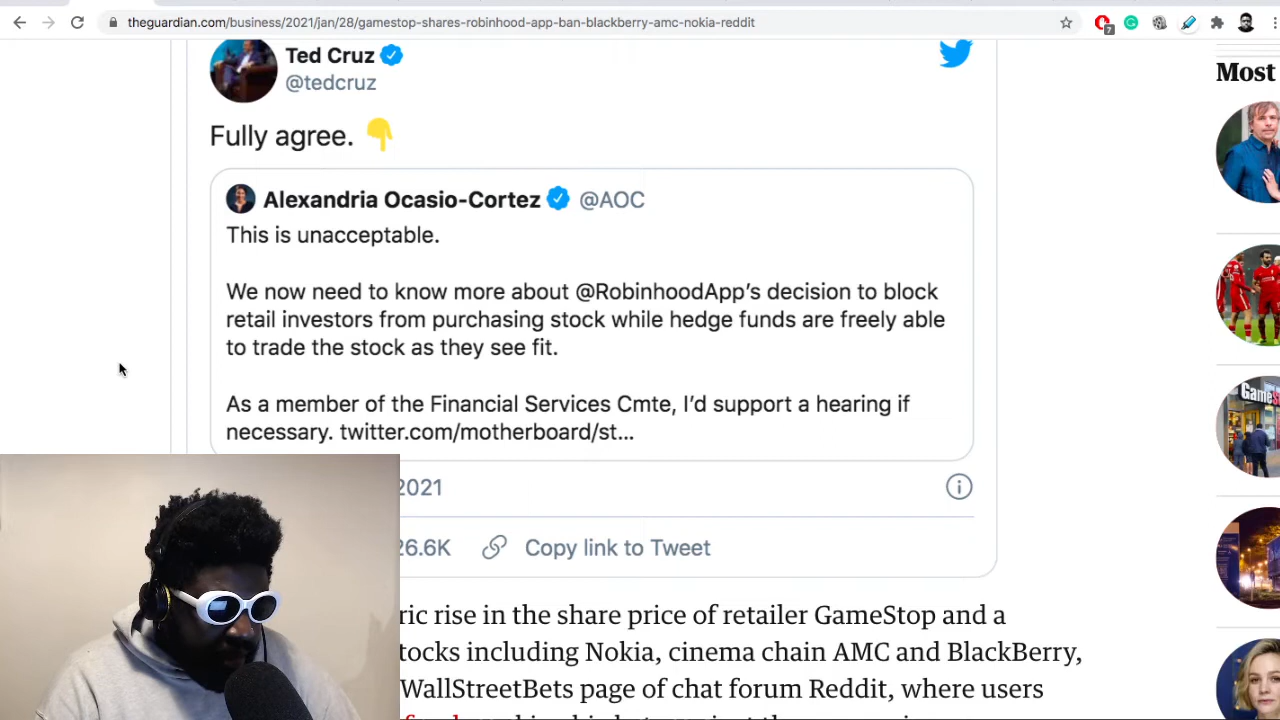 theguardian.com/business/2021/jan/28/gamestop-shares-robinhood-app-ban-blackberry-amc-nokia-reddit
7
Ted Cruz
@tedcruz
Most
Fully agree. 👇
Alexandria Ocasio-Cortez @AOC
This is unacceptable.
We now need to know more about @RobinhoodApp’s decision to block
retail investors from purchasing stock while hedge funds are freely able
to trade the stock as they see fit.
As a member of the Financial Services Cmte, I’d support a hearing if
necessary. twitter.com/motherboard/st...
2021
26.6K Copy link to Tweet
ric rise in the share price of retailer GameStop and a
tocks including Nokia, cinema chain AMC and BlackBerry,
WallStreetBets page of chat forum Reddit, where users